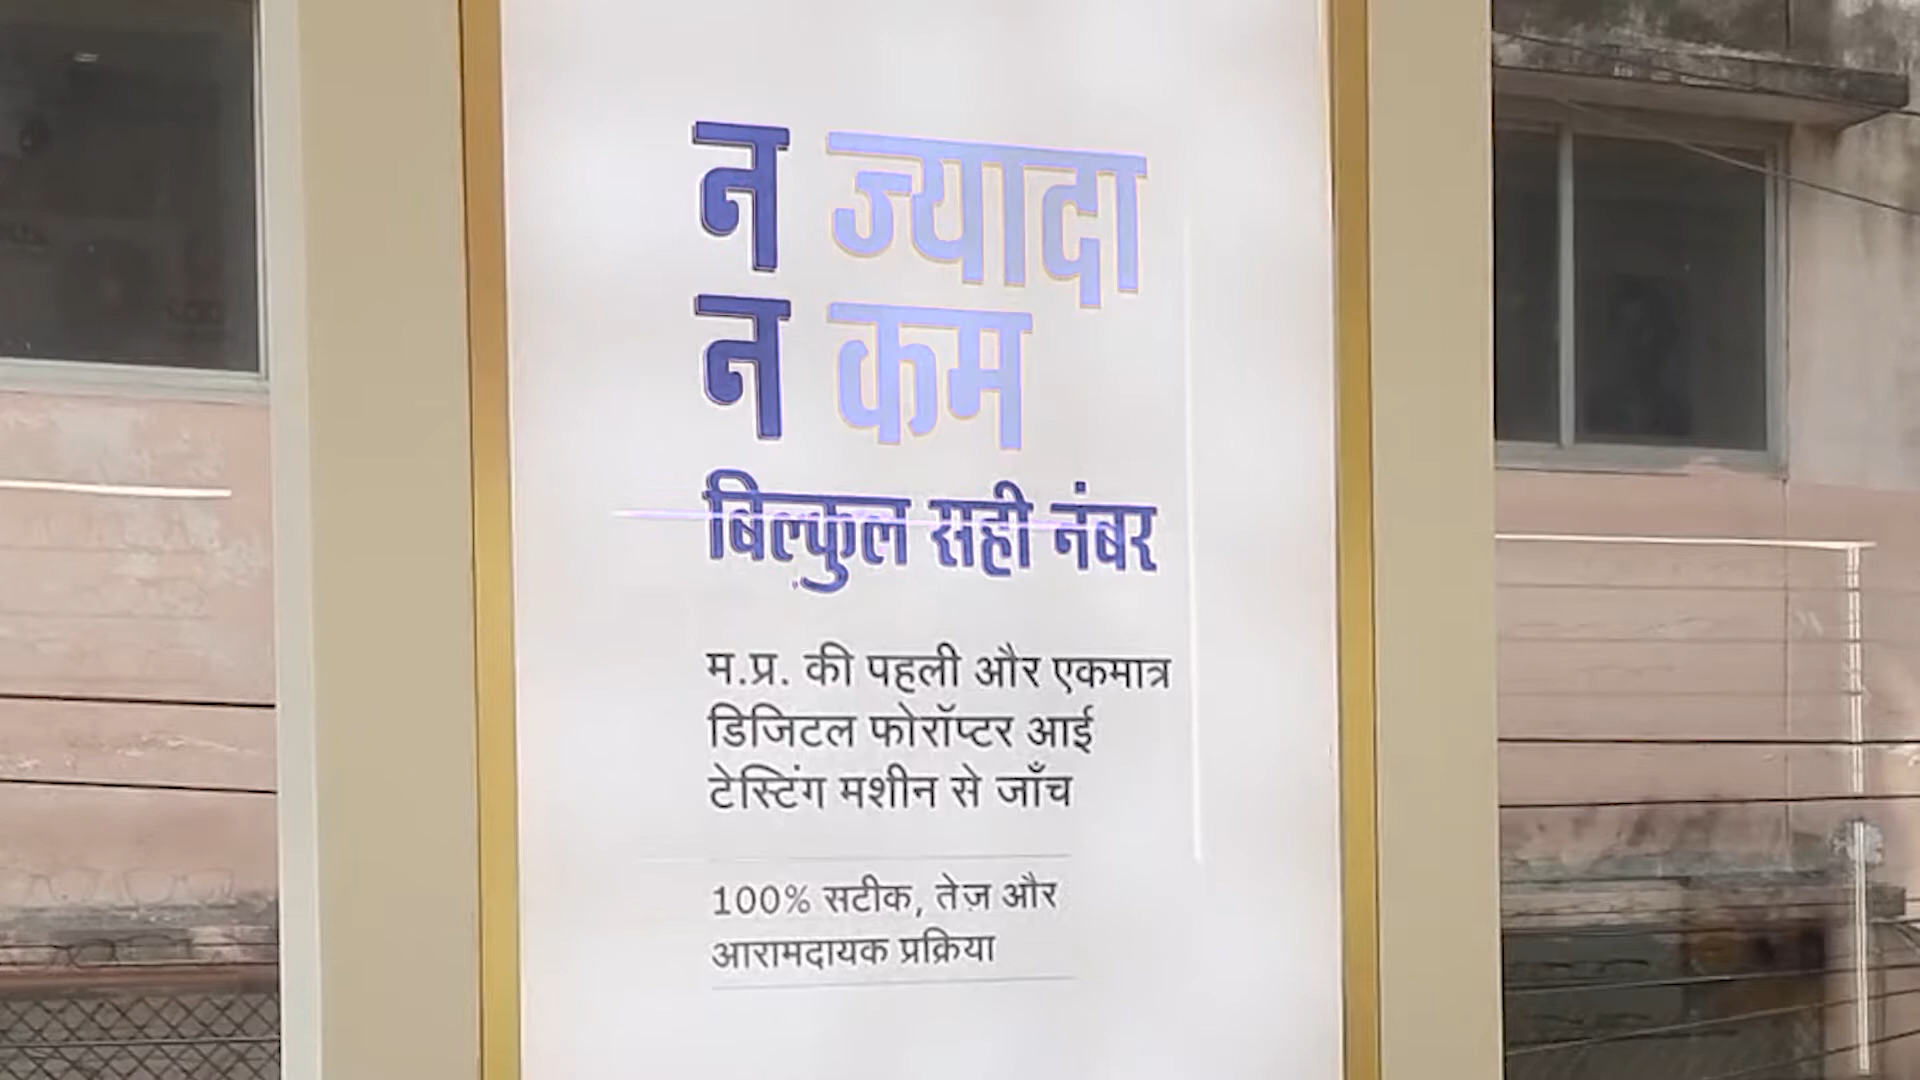 न ज्यादा
न कम
बिल्कुल सही नंबर
म.प्र. की पहली और एकमात्र
डिजिटल फोरॉप्टर आई
टेस्टिंग मशीन से जाँच
100% सटीक, तेज़ और
आरामदायक प्रक्रिया